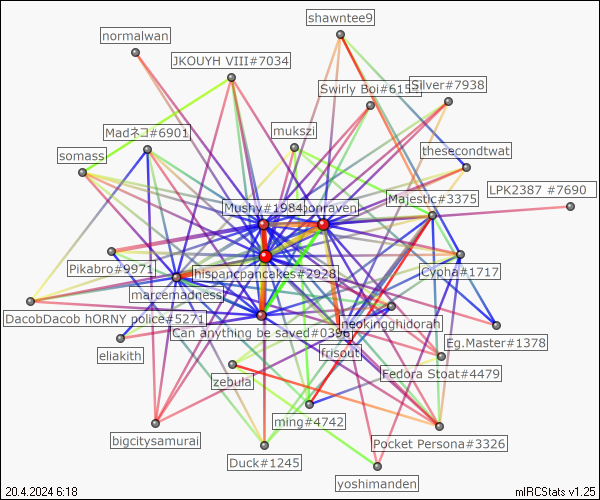 shawntee9
normalwan
JKOUYH VIII#7034
Swirly Boi#6153
Silver#7938
Madネコ#6901
mukszi
thesecondtwat
somass
LPK2387 #7690
Majestic#3375
Mushy#1984
onraven
Pikabro#9971
hispancpancakes#2928
Cypha#1717
marcemadness
DacobDacob hORNY police#5271
Can anything be saved#0396
neokingghidorah
Eg.Master#1378
eliakith
frisout
Fedora Stoat#4479
zebula
ming#4742
bigcitysamurai
Pocket Persona#3326
Duck#1245
yoshimanden
20.4.2024 6:18
mIRCStats v1.25